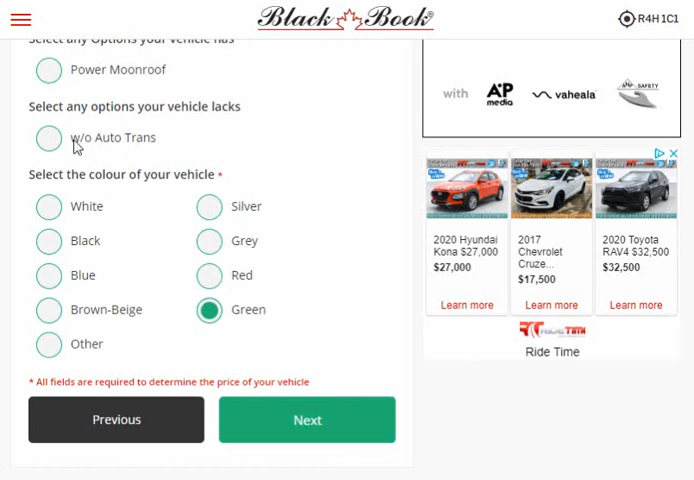 Black Book®
R4H 1C1
Select any Options your vehicle has
Power Moonroof
Select any options your vehicle lacks
w/o Auto Trans
Select the colour of your vehicle *
White
Silver
Black
Grey
Blue
Red
Brown-Beige
Green
Other
* All fields are required to determine the price of your vehicle
Previous
Next
with
AP
media
vaheala
SAFETY
2020 Hyundai
Kona $27,000
$27,000
Learn more
2017
Chevrolet
Cruze...
$17,500
Learn more
2020 Toyota
RAV4 $32,500
$32,500
Learn more
RIDE TIME
Ride Time